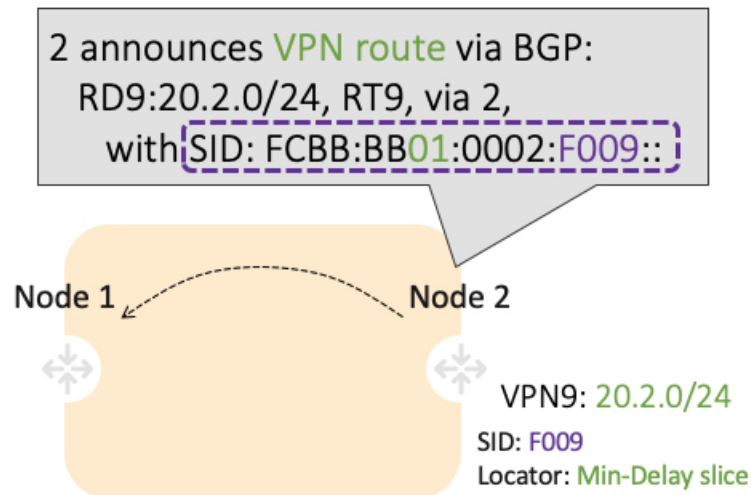 2 announces VPN route via BGP:
RD9:20.2.0/24, RT9, via 2,
with SID: FCBB:BB01:0002:F009::
Node 1
Node 2
VPN9: 20.2.0/24
SID: F009
Locator: Min-Delay slice